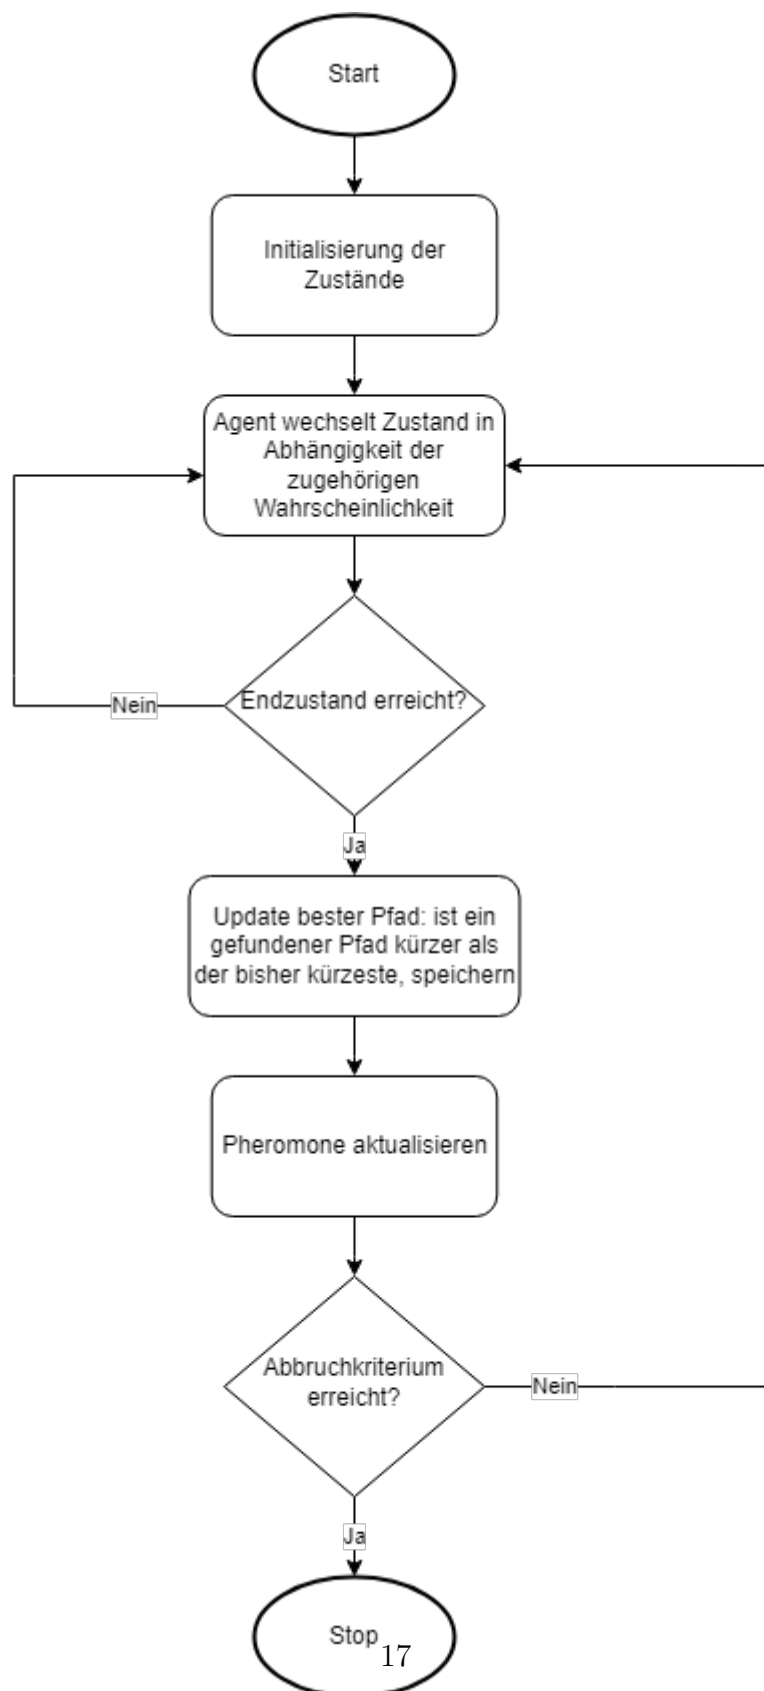 Start
Initialisierung der
Zustände
Agent wechselt Zustand in
Abhängigkeit der
zugehörigen
Wahrscheinlichkeit
Endzustand erreicht?
Nein
Ja
Update bester Pfad: ist ein
gefundener Pfad kürzer als
der bisher kürzeste, speichern
Pheromone aktualisieren
Abbruchkriterium
erreicht?
Nein
Ja
Stop
17